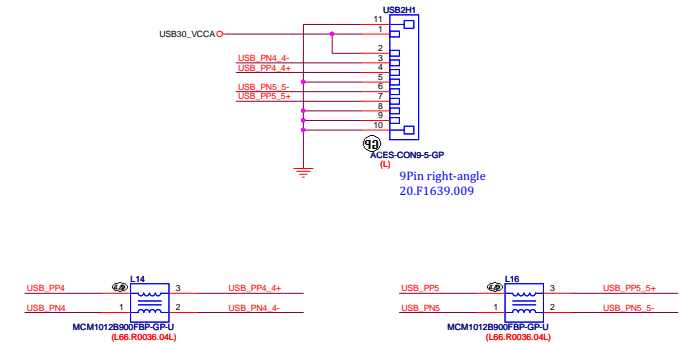 USB2H1
11
USB30_VCCA
1
2
USB_PN4_4-
3
USB_PP4_4+
4
5
USB_PN5_5-
6
USB_PP5_5+
7
8
9
10
ACES-CON9-5-GP
(L)
9Pin right-angle
20.F1639.009
L14
USB_PP4
3
USB_PP4_4+
USB_PN4
1
2
USB_PN4_4-
MCM1012B900FBP-GP-U
(L66.R0036.04L)
L16
USB_PP5
3
USB_PP5_5+
USB_PN5
1
2
USB_PN5_5-
MCM1012B900FBP-GP-U
(L66.R0036.04L)